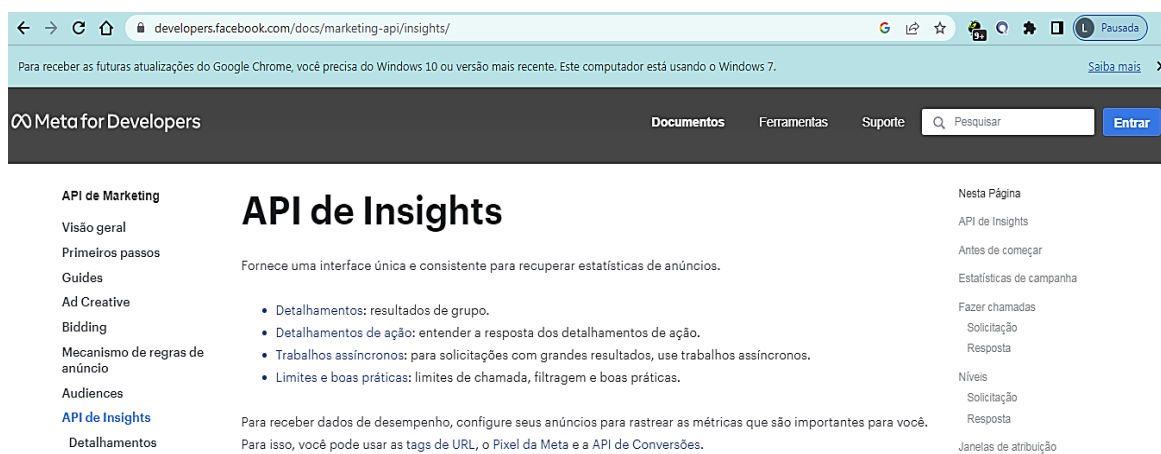 developers.facebook.com/docs/marketing-api/insights/
G
9+
L Pausada
Para receber as futuras atualizações do Google Chrome, você precisa do Windows 10 ou versão mais recente. Este computador está usando o Windows 7.
Saiba mais
Meta for Developers
Documentos
Ferramentas
Suporte
Pesquisar
Entrar
API de Marketing
Visão geral
Primeiros passos
Guides
Ad Creative
Bidding
Mecanismo de regras de
anúncio
Audiences
API de Insights
Detalhamentos
API de Insights
Fornece uma interface única e consistente para recuperar estatísticas de anúncios.
• Detalhamentos: resultados de grupo.
• Detalhamentos de ação: entender a resposta dos detalhamentos de ação.
• Trabalhos assíncronos: para solicitações com grandes resultados, use trabalhos assíncronos.
• Limites e boas práticas: limites de chamada, filtragem e boas práticas.
Para receber dados de desempenho, configure seus anúncios para rastrear as métricas que são importantes para você.
Para isso, você pode usar as tags de URL, o Pixel da Meta e a API de Conversões.
Nesta Página
API de Insights
Antes de começar
Estatísticas de campanha
Fazer chamadas
Solicitação
Resposta
Níveis
Solicitação
Resposta
Janelas de atribuição